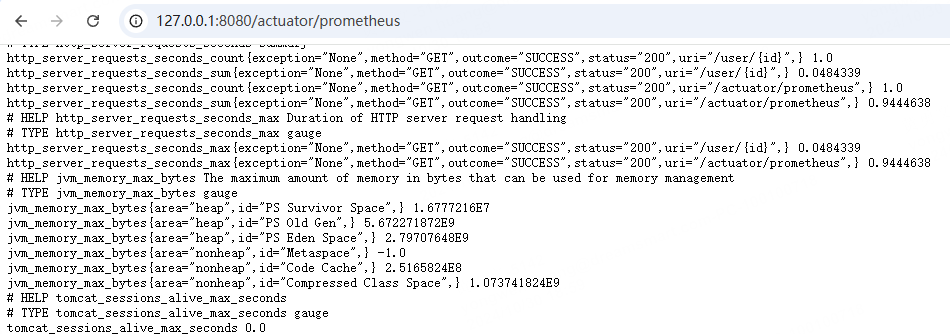 127.0.0.1:8080/actuator/prometheus
# TYPE http_server_requests_seconds summary
http_server_requests_seconds_count{exception="None",method="GET",outcome="SUCCESS",status="200",uri="/user/{id}",} 1.0
http_server_requests_seconds_sum{exception="None",method="GET",outcome="SUCCESS",status="200",uri="/user/{id}",} 0.0484339
http_server_requests_seconds_count{exception="None",method="GET",outcome="SUCCESS",status="200",uri="/actuator/prometheus",} 1.0
http_server_requests_seconds_sum{exception="None",method="GET",outcome="SUCCESS",status="200",uri="/actuator/prometheus",} 0.9444638
# HELP http_server_requests_seconds_max Duration of HTTP server request handling
# TYPE http_server_requests_seconds_max gauge
http_server_requests_seconds_max{exception="None",method="GET",outcome="SUCCESS",status="200",uri="/user/{id}",} 0.0484339
http_server_requests_seconds_max{exception="None",method="GET",outcome="SUCCESS",status="200",uri="/actuator/prometheus",} 0.9444638
# HELP jvm_memory_max_bytes The maximum amount of memory in bytes that can be used for memory management
# TYPE jvm_memory_max_bytes gauge
jvm_memory_max_bytes{area="heap",id="PS Survivor Space",} 1.6777216E7
jvm_memory_max_bytes{area="heap",id="PS Old Gen",} 5.672271872E9
jvm_memory_max_bytes{area="heap",id="PS Eden Space",} 2.79707648E9
jvm_memory_max_bytes{area="nonheap",id="Metaspace",} -1.0
jvm_memory_max_bytes{area="nonheap",id="Code Cache",} 2.5165824E8
jvm_memory_max_bytes{area="nonheap",id="Compressed Class Space",} 1.073741824E9
# HELP tomcat_sessions_alive_max_seconds
# TYPE tomcat_sessions_alive_max_seconds gauge
tomcat_sessions_alive_max_seconds 0.0